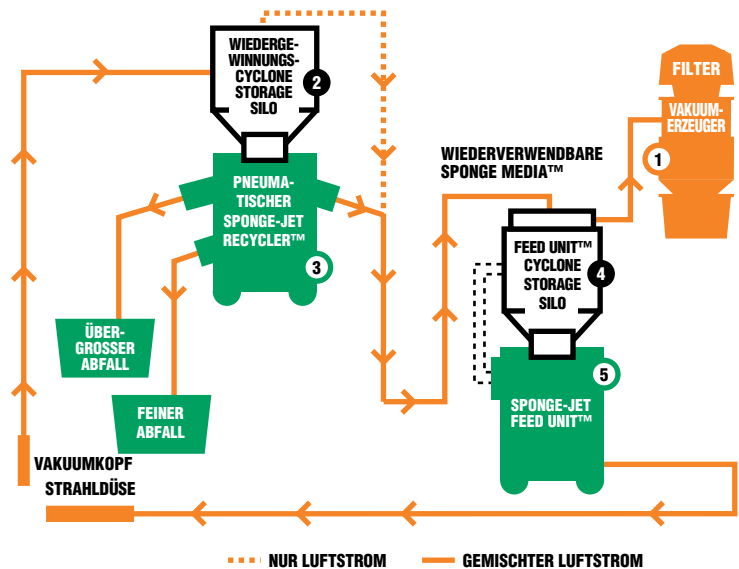 WIEDERGE-
WINNUNGS-
CYCLONE
STORAGE
SILO
2
FILTER
VAKUUM-
ERZEUGER
1
WIEDERVERWENDBARE
SPONGE MEDIA™
PNEUMA-
TISCHER
SPONGE-JET
RECYCLER™
3
FEED UNIT™
CYCLONE
STORAGE
SILO
4
ÜBER-
GROSSER
ABFALL
FEINER
ABFALL
5
SPONGE-JET
FEED UNIT™
VAKUUMKOPF
STRAHLDÜSE
NUR LUFTSTROM
GEMISCHTER LUFTSTROM